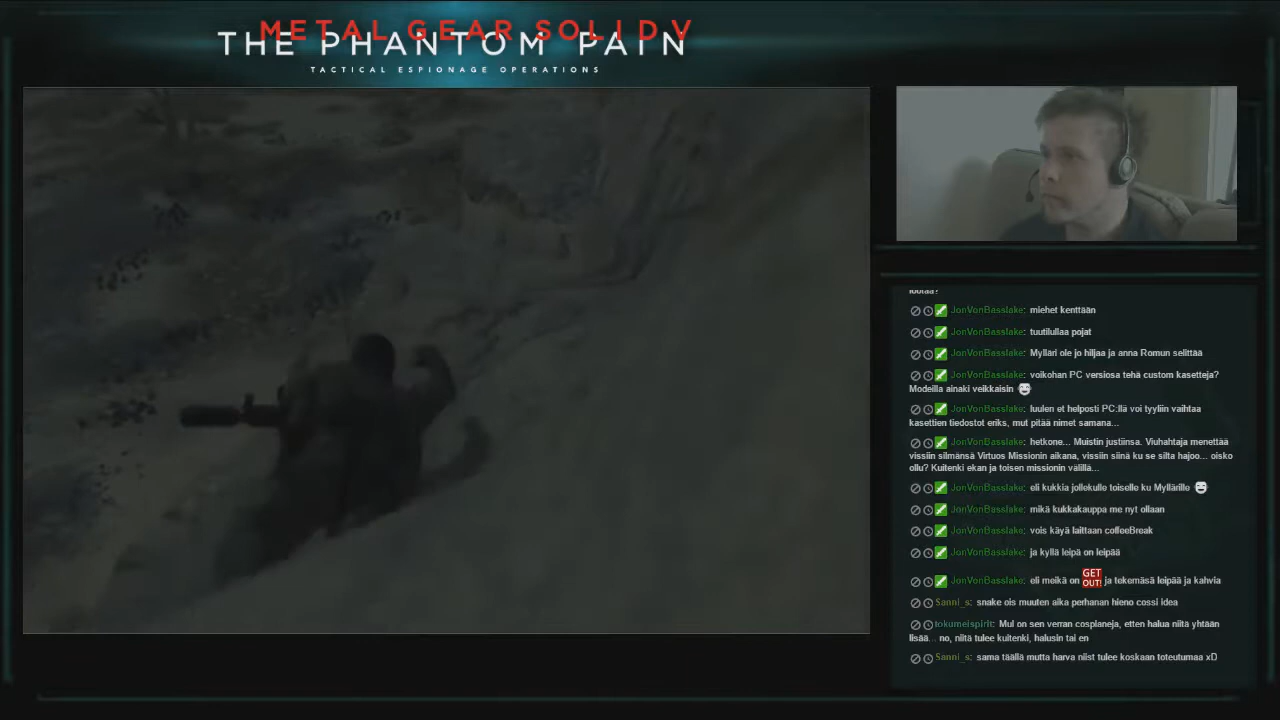 METAL GEAR SOLID V
THE PHANTOM PAIN
TACTICAL ESPIONAGE OPERATIONS
JonVonBasslake: miehet kenttään
JonVonBasslake: tuutilullaa pojat
JonVonBasslake: Mylläri ole jo hiljaa ja anna Romun selittää
JonVonBasslake: voikohan PC versiosa tehä custom kasetteja?
Modeilla ainaki veikkaisin
JonVonBasslake: luulen et helposti PC:llä voi tyyliin vaihtaa
kasettien tiedostot eriks, mut pitää nimet samana...
JonVonBasslake: hetkone... Muistin justiinsa. Viuhahtaja menettää
vissiin silmänsä Virtuos Missionin aikana, vissiin siinä ku se silta hajoo... oisko
ollu? Kuitenki ekan ja toisen missionin välillä...
JonVonBasslake: eli kukkia jollekulle toiselle ku Myllärille
JonVonBasslake: mikä kukkakauppa me nyt ollaan
JonVonBasslake: vois käyä laittaan coffeeBreak
JonVonBasslake: ja kyllä leipä on leipää
JonVonBasslake: eli meikä on GET OUT! ja tekemäsä leipää ja kahvia
Sanni_s: snake ois muuten aika perhanan hieno cossi idea
tokumeispirit: Mul on sen verran cosplaneja, etten halua niitä yhtään
lisää... no, niitä tulee kuitenki, halusin tai en
Sanni_s: sama täällä mutta harva niist tulee koskaan toteutumaa xD